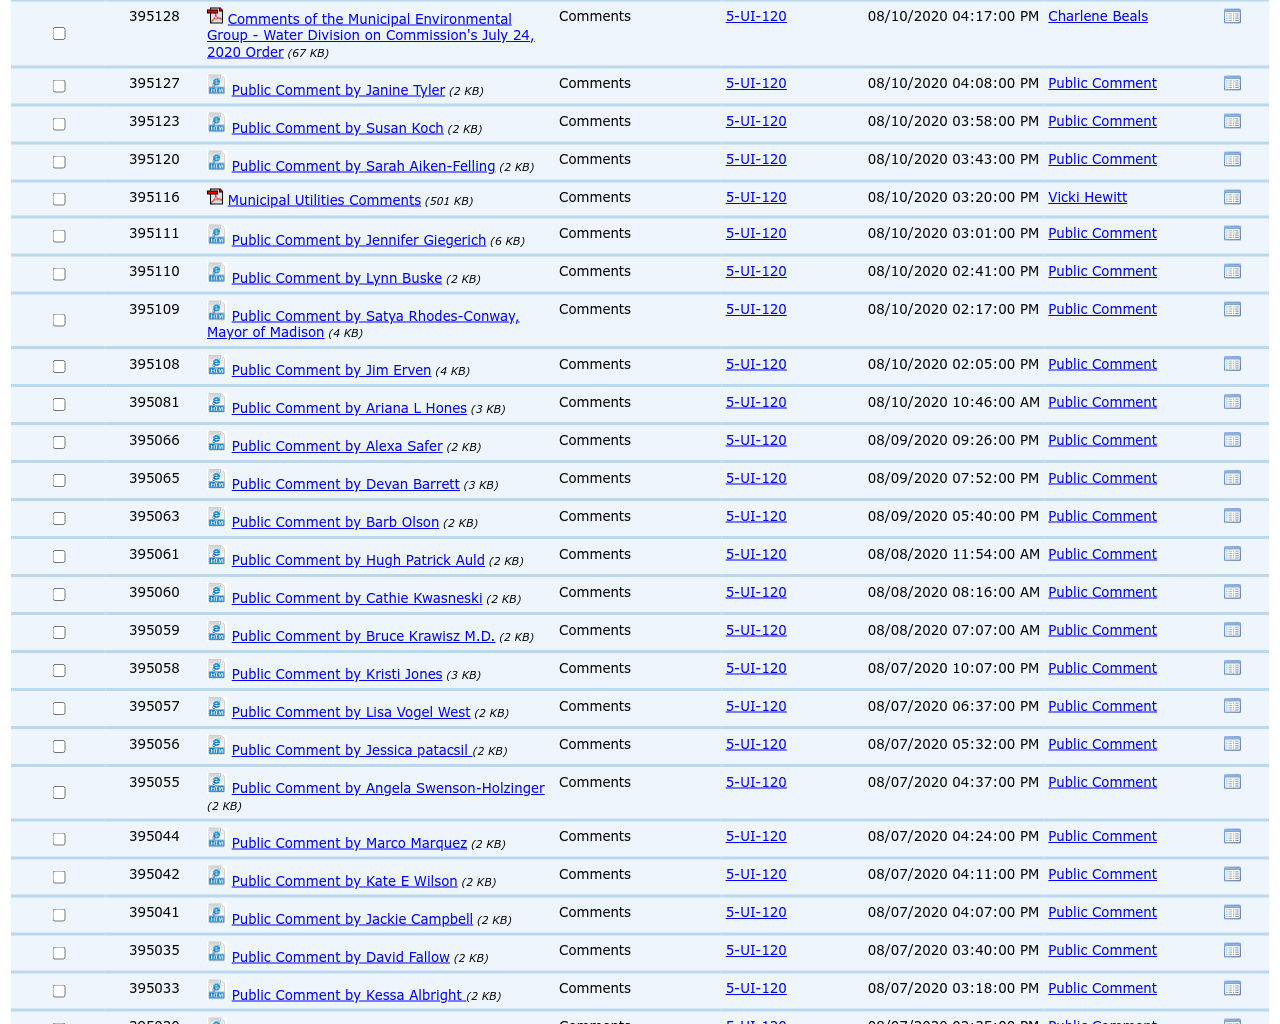 395128 Comments of the Municipal Environmental Comments 5-UI-120 08/10/2020 04:17:00 PM Charlene Beals
Group - Water Division on Commission's July 24,
2020 Order (67 KB)
395127 Public Comment by Janine Tyler (2 KB) Comments 5-UI-120 08/10/2020 04:08:00 PM Public Comment
395123 Public Comment by Susan Koch (2 KB) Comments 5-UI-120 08/10/2020 03:58:00 PM Public Comment
395120 Public Comment by Sarah Aiken-Felling (2 KB) Comments 5-UI-120 08/10/2020 03:43:00 PM Public Comment
395116 Municipal Utilities Comments (501 KB) Comments 5-UI-120 08/10/2020 03:20:00 PM Vicki Hewitt
395111 Public Comment by Jennifer Giegerich (6 KB) Comments 5-UI-120 08/10/2020 03:01:00 PM Public Comment
395110 Public Comment by Lynn Buske (2 KB) Comments 5-UI-120 08/10/2020 02:41:00 PM Public Comment
395109 Public Comment by Satya Rhodes-Conway, Comments 5-UI-120 08/10/2020 02:17:00 PM Public Comment
Mayor of Madison (4 KB)
395108 Public Comment by Jim Erven (4 KB) Comments 5-UI-120 08/10/2020 02:05:00 PM Public Comment
395081 Public Comment by Ariana L Hones (3 KB) Comments 5-UI-120 08/10/2020 10:46:00 AM Public Comment
395066 Public Comment by Alexa Safer (2 KB) Comments 5-UI-120 08/09/2020 09:26:00 PM Public Comment
395065 Public Comment by Devan Barrett (3 KB) Comments 5-UI-120 08/09/2020 07:52:00 PM Public Comment
395063 Public Comment by Barb Olson (2 KB) Comments 5-UI-120 08/09/2020 05:40:00 PM Public Comment
395061 Public Comment by Hugh Patrick Auld (2 KB) Comments 5-UI-120 08/08/2020 11:54:00 AM Public Comment
395060 Public Comment by Cathie Kwasneski (2 KB) Comments 5-UI-120 08/08/2020 08:16:00 AM Public Comment
395059 Public Comment by Bruce Krawisz M.D. (2 KB) Comments 5-UI-120 08/08/2020 07:07:00 AM Public Comment
395058 Public Comment by Kristi Jones (3 KB) Comments 5-UI-120 08/07/2020 10:07:00 PM Public Comment
395057 Public Comment by Lisa Vogel West (2 KB) Comments 5-UI-120 08/07/2020 06:37:00 PM Public Comment
395056 Public Comment by Jessica patacsil (2 KB) Comments 5-UI-120 08/07/2020 05:32:00 PM Public Comment
395055 Public Comment by Angela Swenson-Holzinger Comments 5-UI-120 08/07/2020 04:37:00 PM Public Comment
(2 KB)
395044 Public Comment by Marco Marquez (2 KB) Comments 5-UI-120 08/07/2020 04:24:00 PM Public Comment
395042 Public Comment by Kate E Wilson (2 KB) Comments 5-UI-120 08/07/2020 04:11:00 PM Public Comment
395041 Public Comment by Jackie Campbell (2 KB) Comments 5-UI-120 08/07/2020 04:07:00 PM Public Comment
395035 Public Comment by David Fallow (2 KB) Comments 5-UI-120 08/07/2020 03:40:00 PM Public Comment
395033 Public Comment by Kessa Albright (2 KB) Comments 5-UI-120 08/07/2020 03:18:00 PM Public Comment